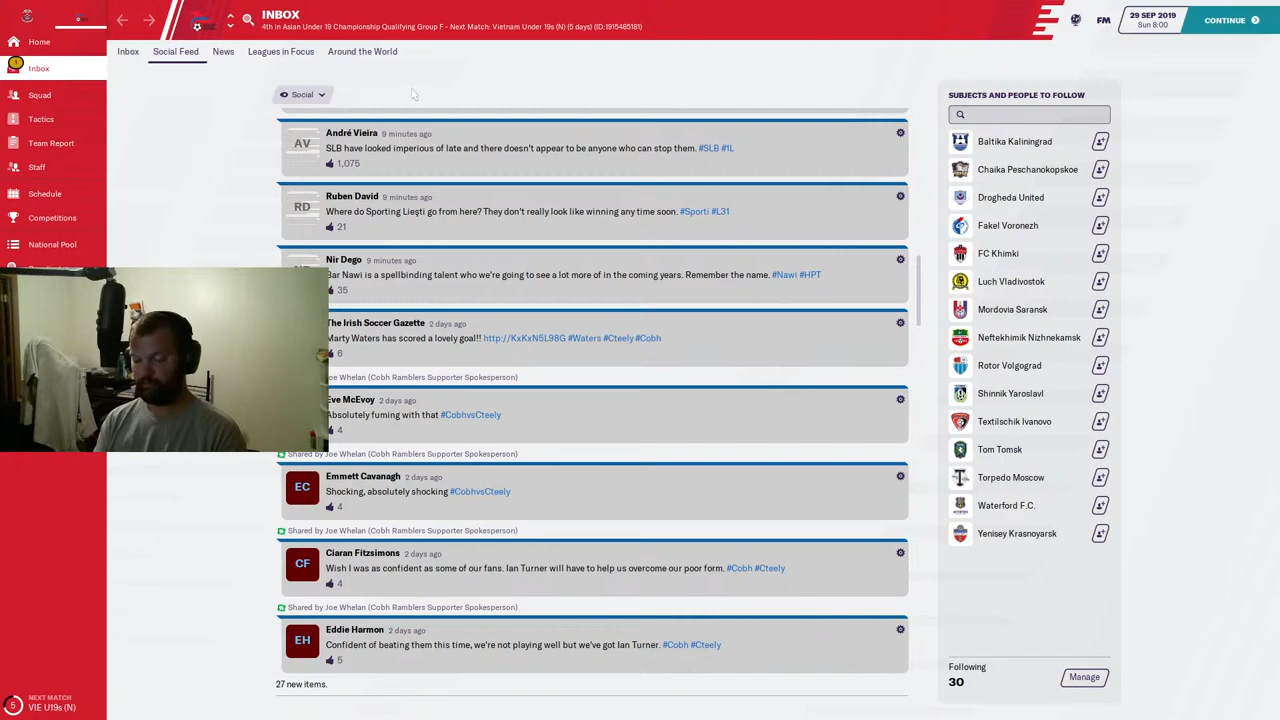 INBOX
4th in Asian Under 19 Championship Qualifying Group F - Next Match: Vietnam Under 19s (N) (5 days) (ID:1915485181)
FM
29 SEP 2019
Sun 8:00
CONTINUE
Home
1
Inbox
Squad
Tactics
Team Report
Staff
Schedule
Competitions
National Pool
NEXT MATCH
5
VIE U19s (N)
Inbox
Social Feed
News
Leagues in Focus
Around the World
Social
AV
André Vieira 9 minutes ago
SLB have looked imperious of late and there doesn't appear to be anyone who can stop them. #SLB #1L
1,075
RD
Ruben David 9 minutes ago
Where do Sporting Liești go from here? They don't really look like winning any time soon. #Sporti #L31
21
Nir Dego 9 minutes ago
Bar Nawi is a spellbinding talent who we're going to see a lot more of in the coming years. Remember the name. #Nawi #HPT
35
The Irish Soccer Gazette 2 days ago
Marty Waters has scored a lovely goal!! http://KxKxN5L98G #Waters #Cteely #Cobh
6
Joe Whelan (Cobh Ramblers Supporter Spokesperson)
Eve McEvoy 2 days ago
Absolutely fuming with that #CobhvsCteely
4
Shared by Joe Whelan (Cobh Ramblers Supporter Spokesperson)
EC
Emmett Cavanagh 2 days ago
Shocking, absolutely shocking #CobhvsCteely
4
Shared by Joe Whelan (Cobh Ramblers Supporter Spokesperson)
CF
Ciaran Fitzsimons 2 days ago
Wish I was as confident as some of our fans. Ian Turner will have to help us overcome our poor form. #Cobh #Cteely
4
Shared by Joe Whelan (Cobh Ramblers Supporter Spokesperson)
EH
Eddie Harmon 2 days ago
Confident of beating them this time, we're not playing well but we've got Ian Turner. #Cobh #Cteely
5
27 new items.
SUBJECTS AND PEOPLE TO FOLLOW
Baltika Kaliningrad
Chaika Peschanokopskoe
Drogheda United
Fakel Voronezh
FC Khimki
Luch Vladivostok
Mordovia Saransk
Neftekhimik Nizhnekamsk
Rotor Volgograd
Shinnik Yaroslavl
Textilschik Ivanovo
Tom Tomsk
Torpedo Moscow
Waterford F.C.
Yenisey Krasnoyarsk
Following
30
Manage